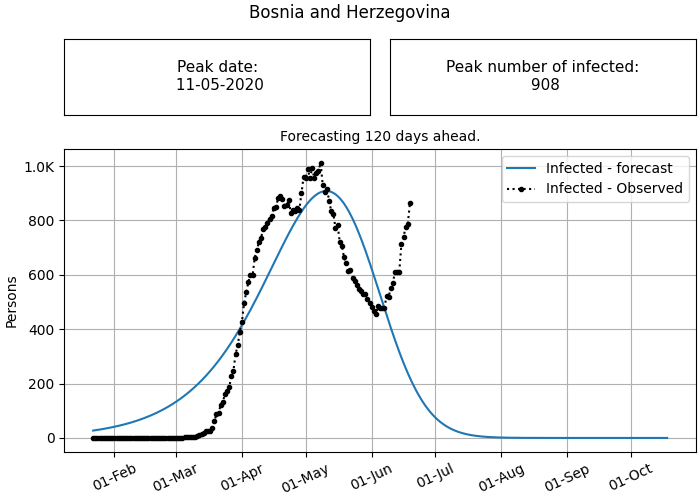 Bosnia and Herzegovina
Peak date:
11-05-2020
Peak number of infected:
908
Forecasting 120 days ahead.
Infected - forecast
Infected - Observed
1.0K
800
600
400
200
0
Persons
01-Feb
01-Mar
01-Apr
01-May
01-Jun
01-Jul
01-Aug
01-Sep
01-Oct